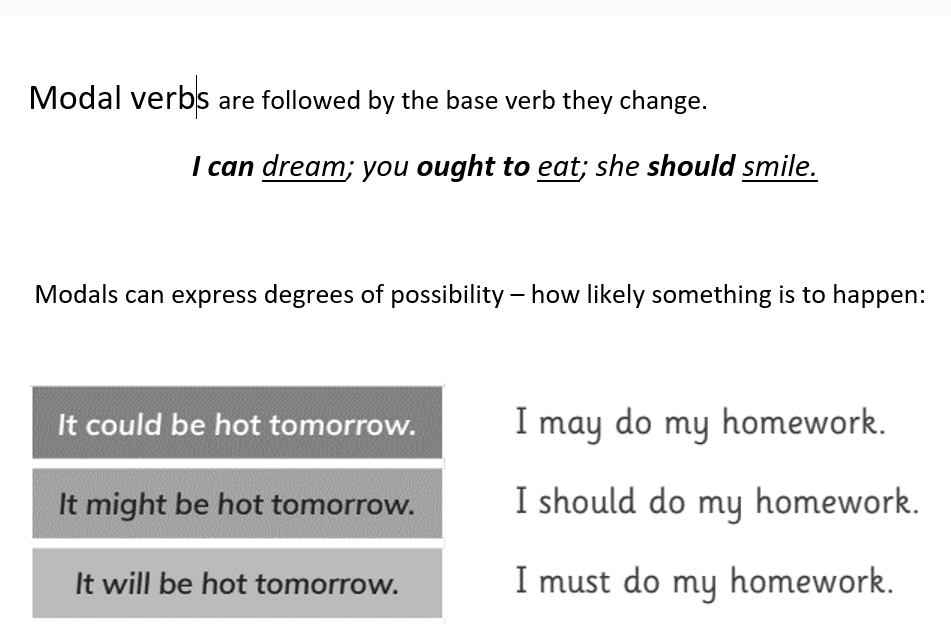 Modal verbs are followed by the base verb they change.
I can dream; you ought to eat; she should smile.
Modals can express degrees of possibility – how likely something is to happen:
It could be hot tomorrow.
It might be hot tomorrow.
It will be hot tomorrow.
I may do my homework.
I should do my homework.
I must do my homework.